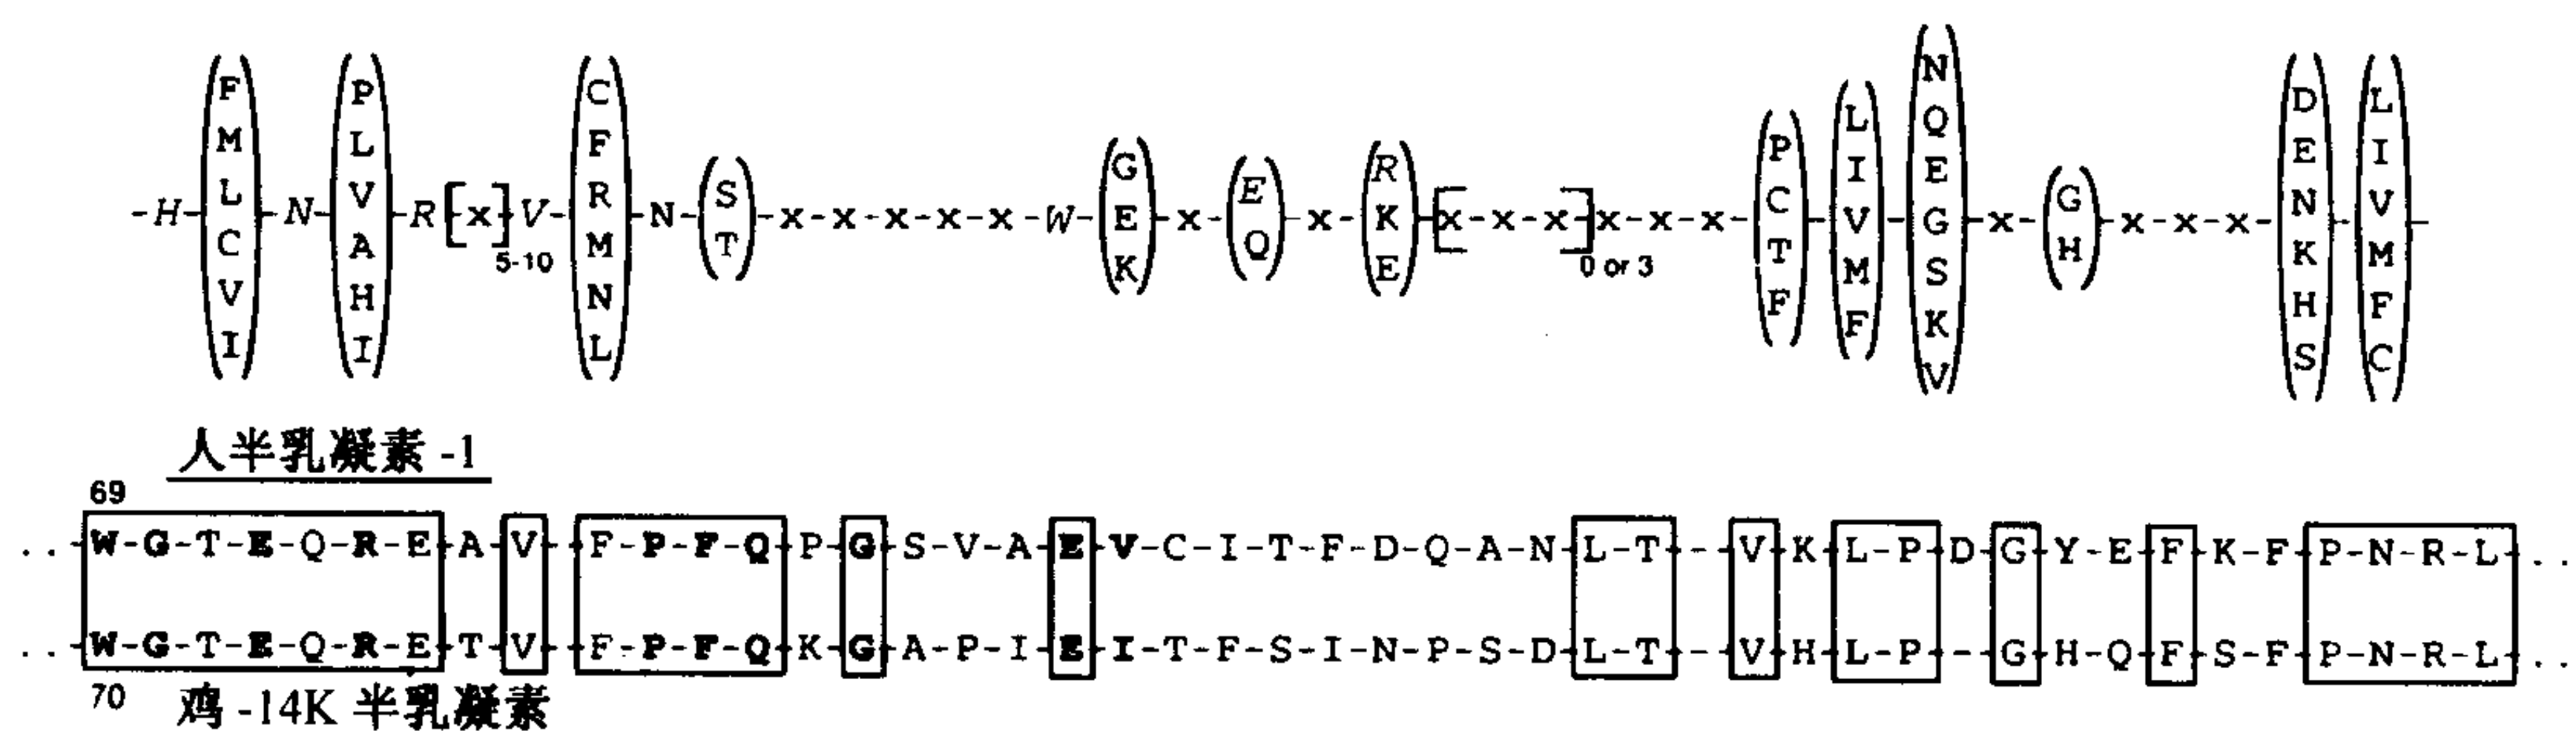 -H-(F M L C V I)-N-(P L V A H I)-R-[x]5-10-V-(C F R M N L)-N-(S T)-x-x-x-x-x-W-(G E K)-x-(E Q)-x-(R K E)-[x-x-x]0 or 3-x-x-x-(P C T F)-(L I V M F)-(N Q E G S K V)-x-(G H)-x-x-x-(D E N K H S)-(L I V M F C)-
人半乳凝素 -1
69
..-W-G-T-E-Q-R-E-A-V--F-P-F-Q-P-G-S-V-A-E-V-C-I-T-F-D-Q-A-N-L-T--V-K-L-P-D-G-Y-E-F-K-F-P-N-R-L-..
..-W-G-T-E-Q-R-E-T-V--F-P-F-Q-K-G-A-P-I-E-I-T-F-S-I-N-P-S-D-L-T--V-H-L-P--G-H-Q-F-S-F-P-N-R-L-..
70 鸡 -14K 半乳凝素